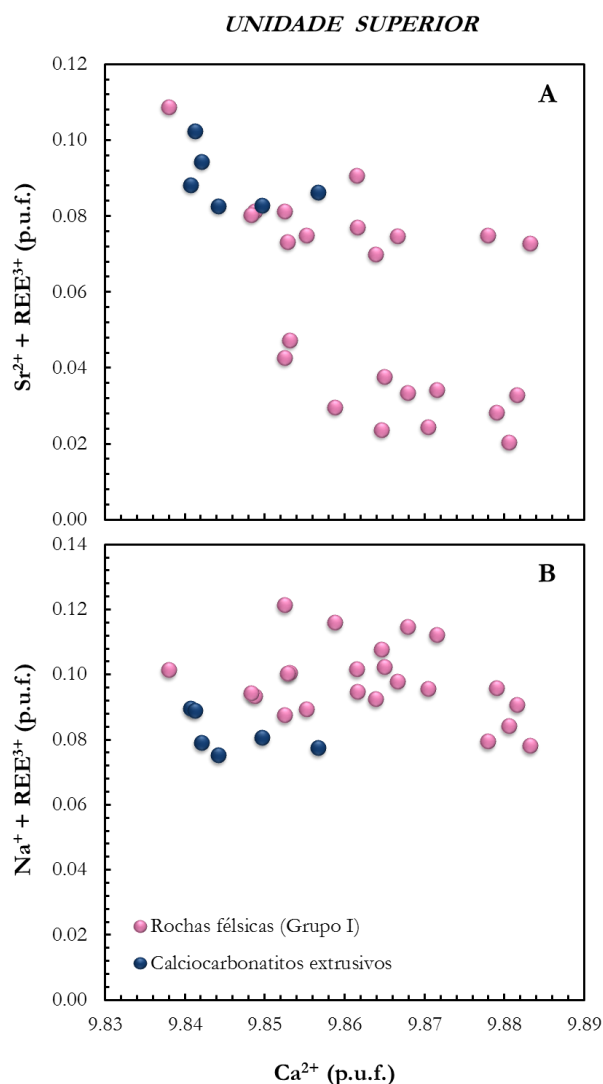 UNIDADE SUPERIOR
0.12
A
0.10
0.08
0.06
0.04
0.02
0.00
Sr²⁺ + REE³⁺ (p.u.f.)
0.14
B
0.12
0.10
0.08
0.06
0.04
0.02
0.00
Na⁺ + REE³⁺ (p.u.f.)
Rochas félsicas (Grupo I)
Calciocarbonatitos extrusivos
9.83 9.84 9.85 9.86 9.87 9.88 9.89
Ca²⁺ (p.u.f.)